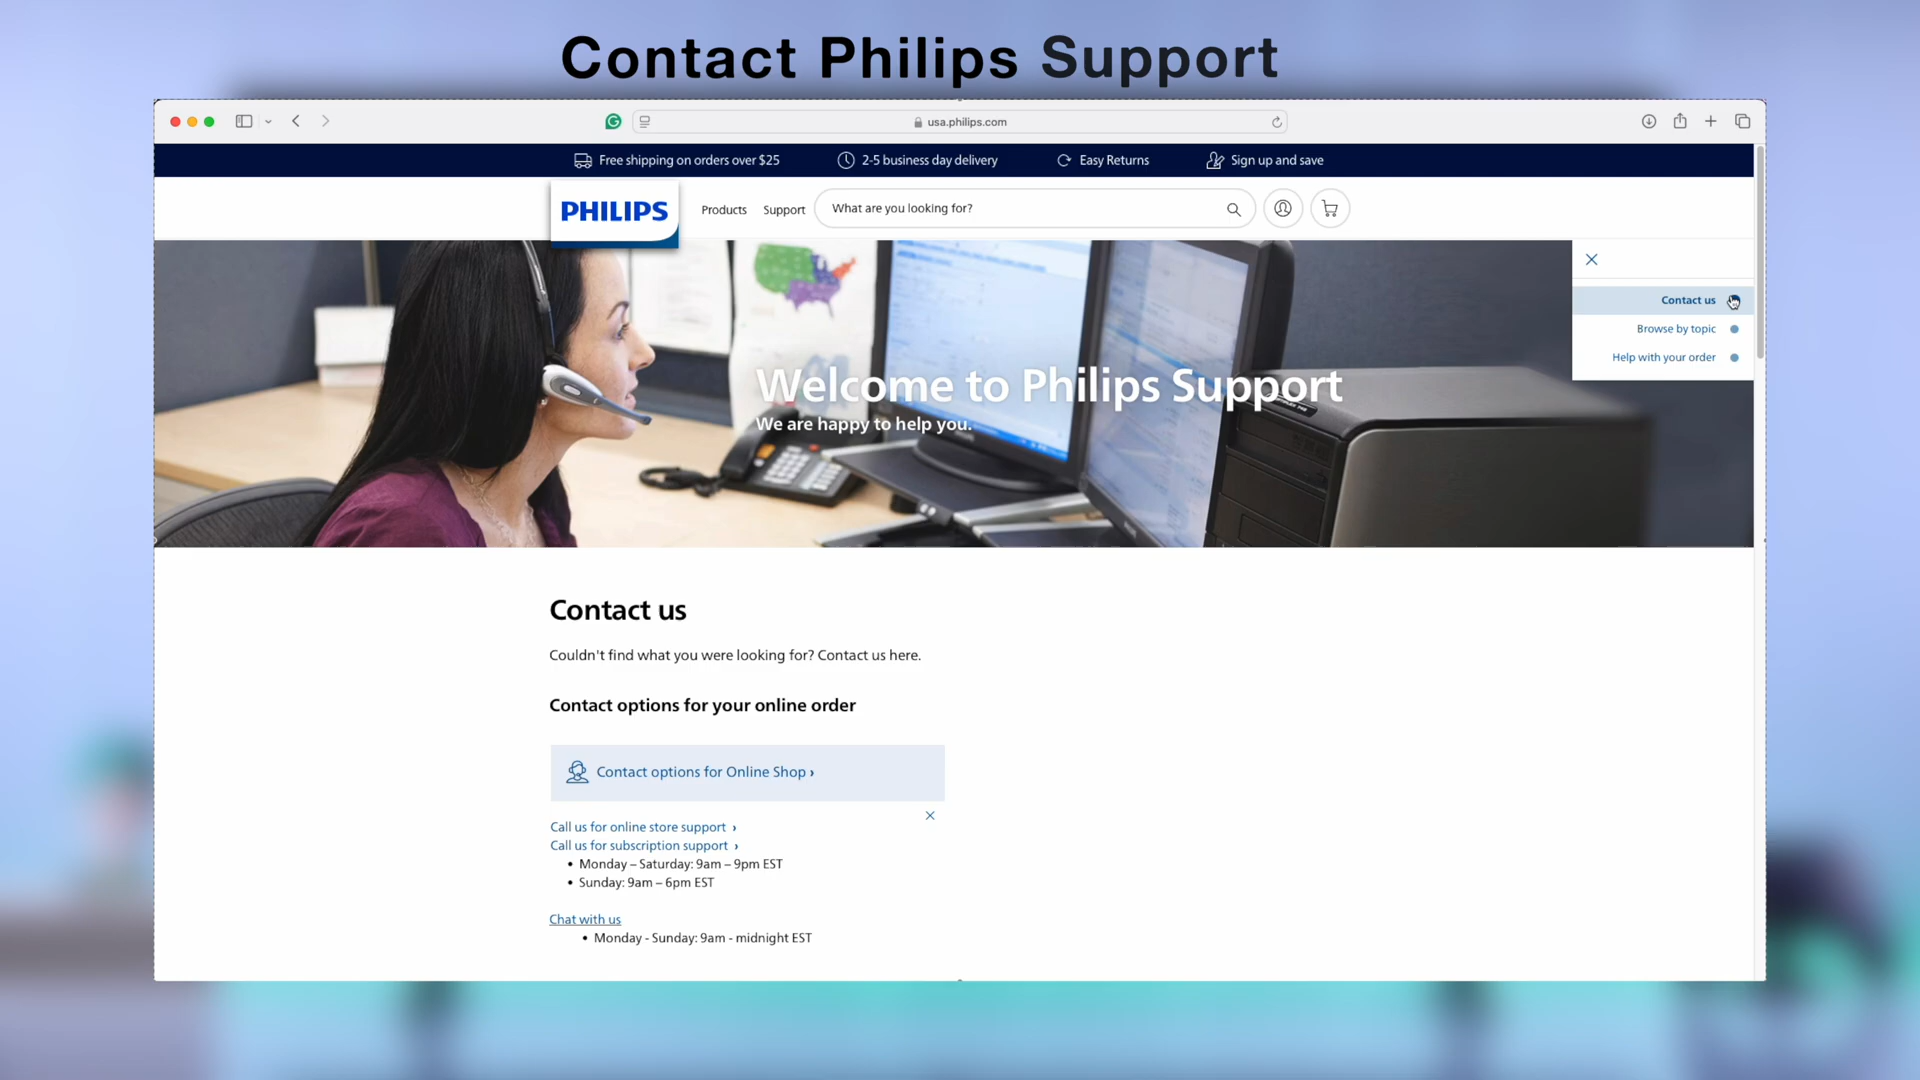 Contact Philips Support
usa.philips.com
Free shipping on orders over $25
2-5 business day delivery
Easy Returns
Sign up and save
PHILIPS
Products
Support
What are you looking for?
Contact us
Browse by topic
Help with your order
Welcome to Philips Support
We are happy to help you.
Contact us
Couldn't find what you were looking for? Contact us here.
Contact options for your online order
Contact options for Online Shop ›
Call us for online store support ›
Call us for subscription support ›
• Monday – Saturday: 9am – 9pm EST
• Sunday: 9am – 6pm EST
Chat with us
• Monday - Sunday: 9am - midnight EST